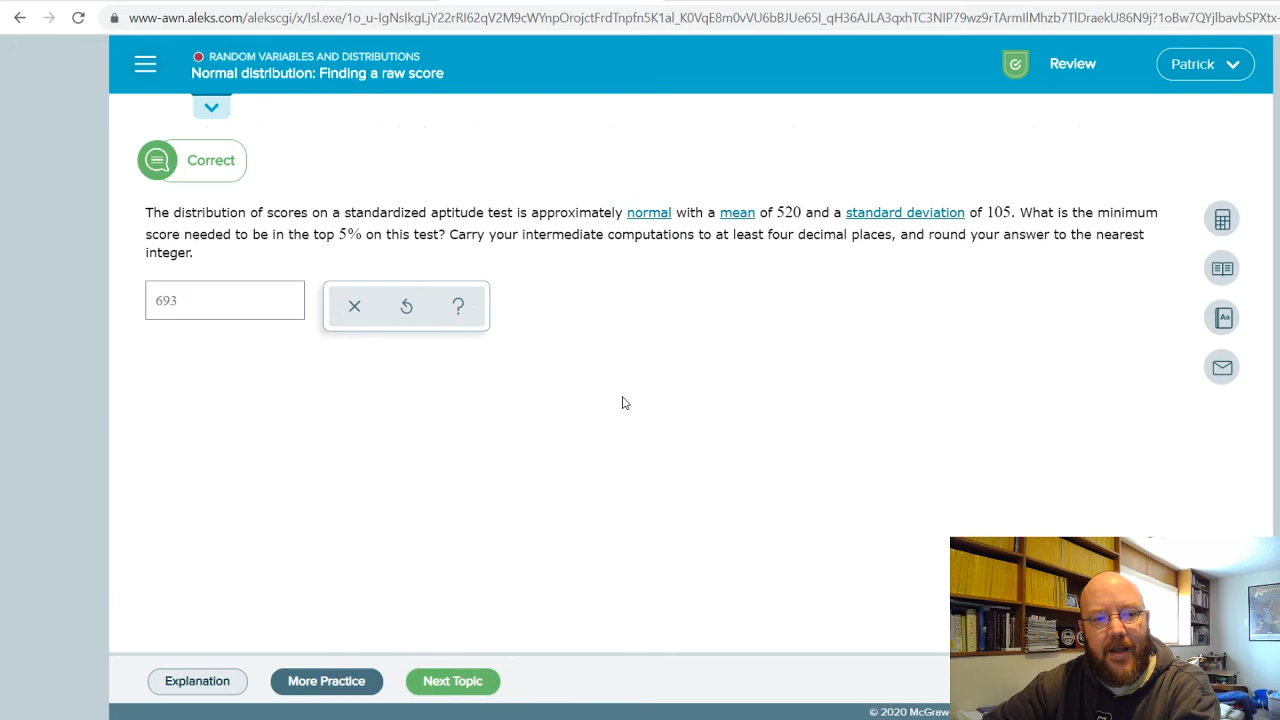 www-awn.aleks.com/alekscgi/x/Isl.exe/1o_u-IgNsIkgLjY22rRI62qV2M9cWYnpOrojctFrdTnpfn5K1al_K0VqE8m0vVU6bBJUe65I_qH36AJLA3qxhTC3NIP79wz9rTArmIlMhzb7TlDraekU86N9j?1oBw7QYjlbavbSPXtx-
RANDOM VARIABLES AND DISTRIBUTIONS
Normal distribution: Finding a raw score
Review
Patrick
Correct
The distribution of scores on a standardized aptitude test is approximately normal with a mean of 520 and a standard deviation of 105. What is the minimum
score needed to be in the top 5% on this test? Carry your intermediate computations to at least four decimal places, and round your answer to the nearest
integer.
693
?
Aa
Explanation
More Practice
Next Topic
© 2020 McGraw